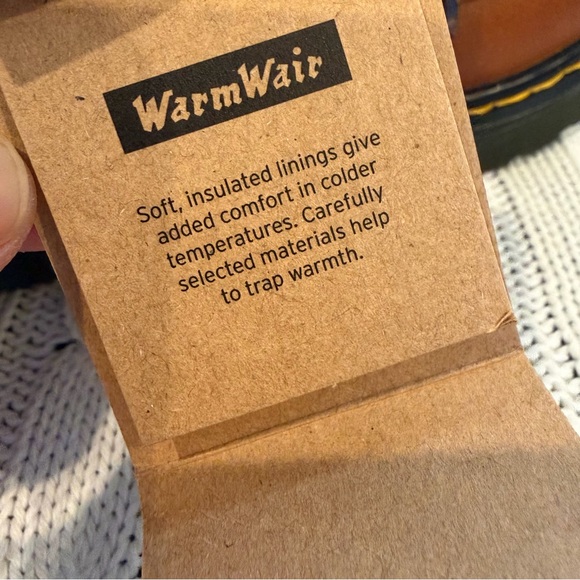 WarmWair
Soft, insulated linings give
added comfort in colder
temperatures. Carefully
selected materials help
to trap warmth.